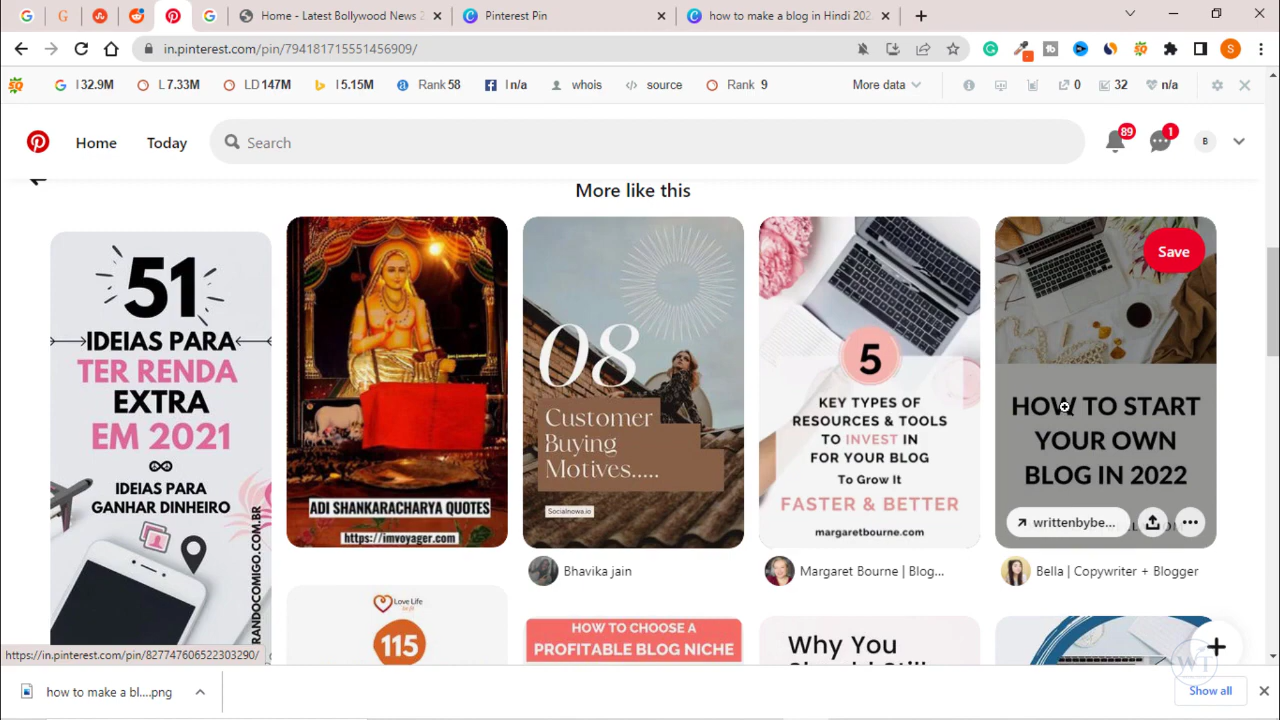 Home - Latest Bollywood News 2
Pinterest Pin
how to make a blog in Hindi 202
in.pinterest.com/pin/794181715551456909/
S
I 32.9M
L 7.33M
LD 147M
I 5.15M
Rank 58
I n/a
whois
source
Rank 9
More data
0
32
n/a
Home
Today
Search
89
1
B
More like this
51
IDEIAS PARA
TER RENDA
EXTRA
EM 2021
IDEIAS PARA
GANHAR DINHEIRO
RANDOCOMIGO.COM.BR
ADI SHANKARACHARYA QUOTES
https://imvoyager.com
08
Customer
Buying
Motives.....
Socialnowa.io
Bhavika jain
5
KEY TYPES OF
RESOURCES & TOOLS
TO INVEST IN
FOR YOUR BLOG
To Grow It
FASTER & BETTER
margaretbourne.com
Margaret Bourne | Blog...
Save
HOW TO START
YOUR OWN
BLOG IN 2022
writtenbybe...
Bella | Copywriter + Blogger
Love Life
115
HOW TO CHOOSE A
PROFITABLE BLOG NICHE
Why You
https://in.pinterest.com/pin/827747606522303290/
WT
how to make a bl....png
Show all